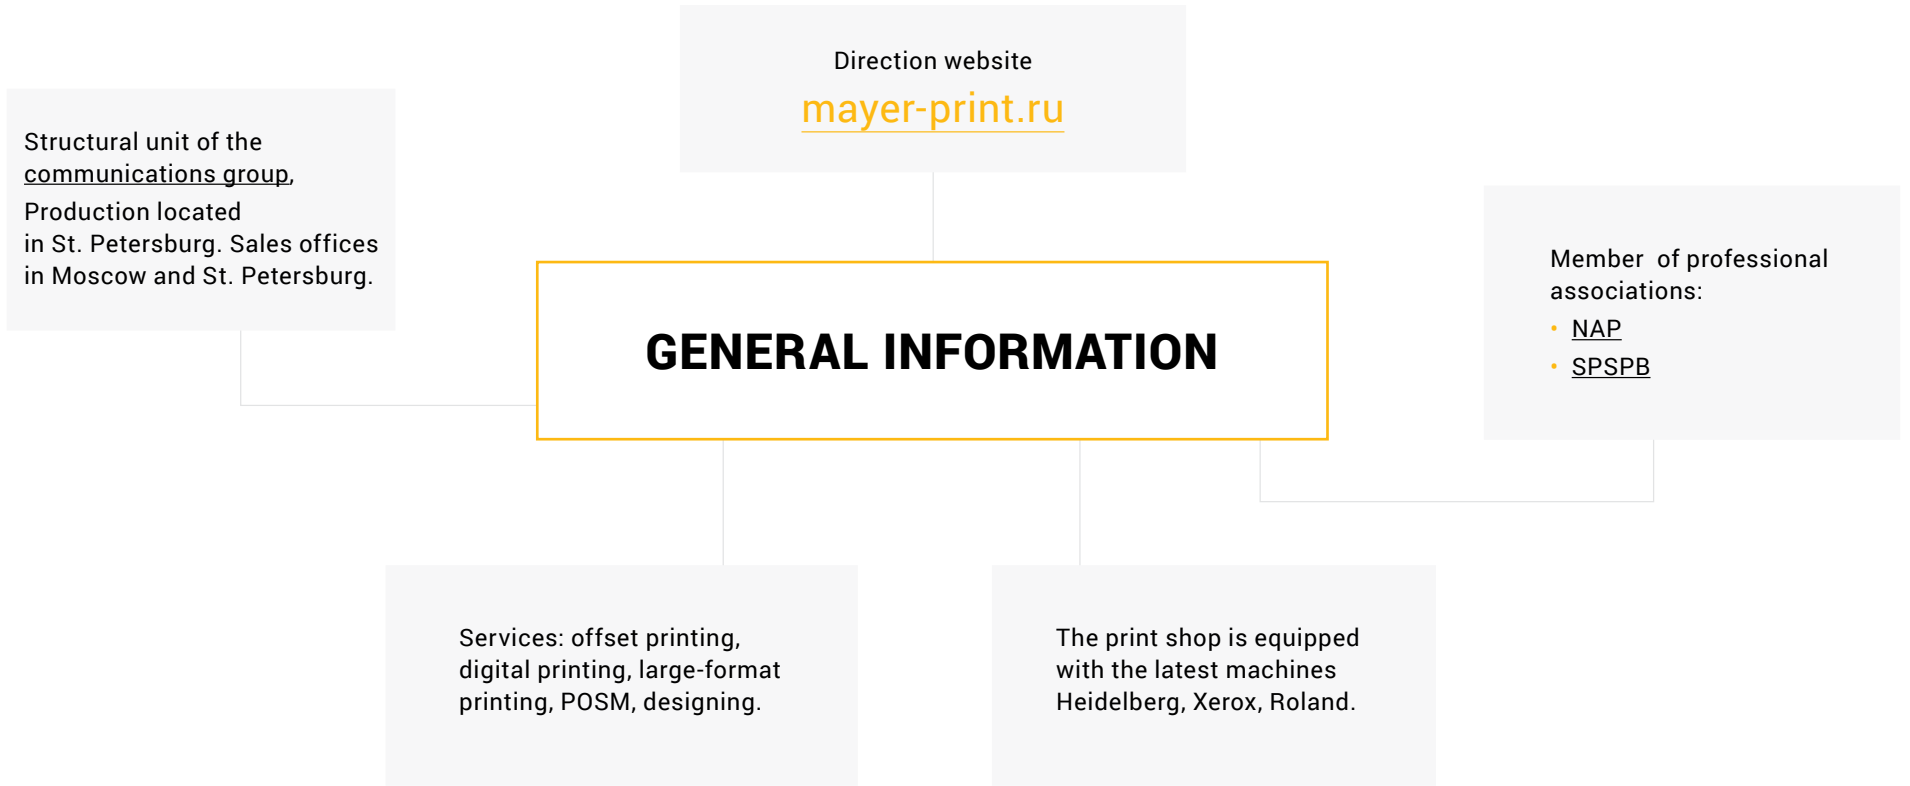 Direction website
mayer-print.ru
Structural unit of the
communications group,
Production located
in St. Petersburg. Sales offices
in Moscow and St. Petersburg.
GENERAL INFORMATION
Member  of professional
associations:
• NAP
• SPSPB
Services: offset printing,
digital printing, large-format
printing, POSM, designing.
The print shop is equipped
with the latest machines
Heidelberg, Xerox, Roland.